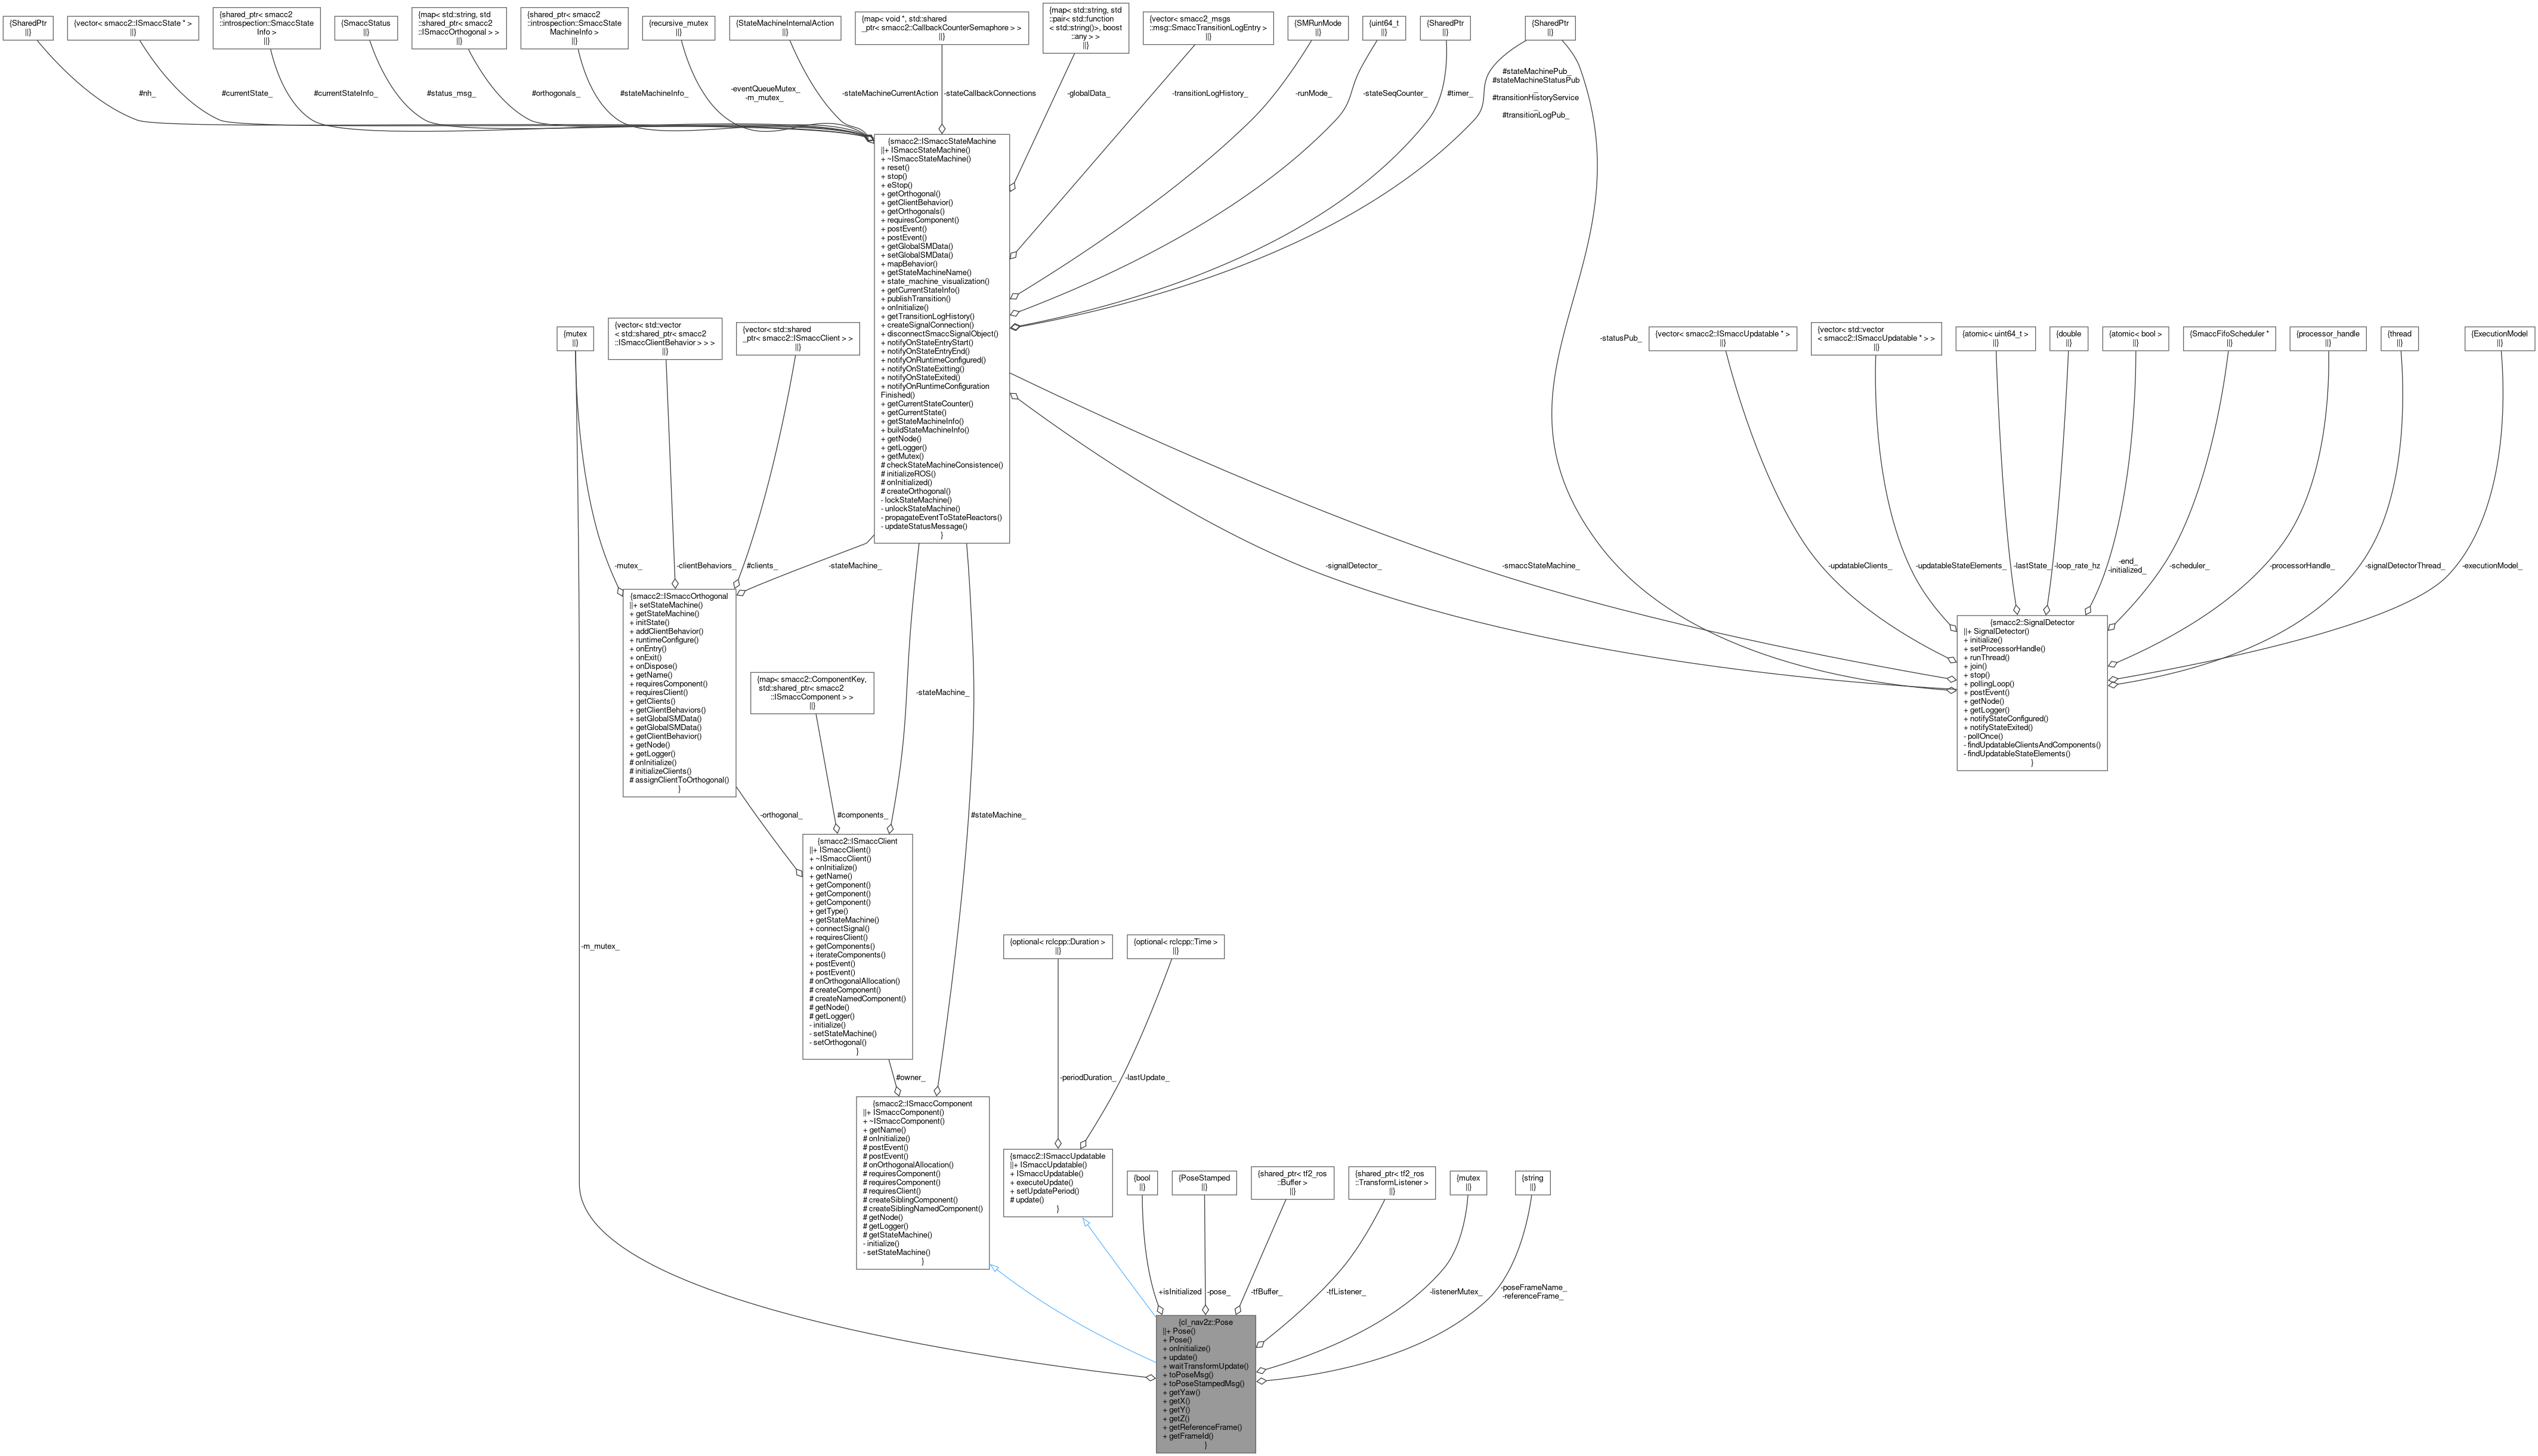 {SharedPtr
||}
{vector< smacc2::ISmaccState * >
||}
{shared_ptr< smacc2
::introspection::SmaccState
Info >
||}
{SmaccStatus
||}
{map< std::string, std
::shared_ptr< smacc2
::ISmaccOrthogonal > >
||}
{shared_ptr< smacc2
::introspection::SmaccState
MachineInfo >
||}
{recursive_mutex
||}
{StateMachineInternalAction
||}
{map< void *, std::shared
_ptr< smacc2::CallbackCounterSemaphore > >
||}
{map< std::string, std
::pair< std::function
< std::string()>, boost
::any > >
||}
{vector< smacc2_msgs
::msg::SmaccTransitionLogEntry >
||}
{SMRunMode
||}
{uint64_t
||}
{SharedPtr
||}
{SharedPtr
||}
#nh_
#currentState_
#currentStateInfo_
#status_msg_
#orthogonals_
#stateMachineInfo_
-eventQueueMutex_
-m_mutex_
-stateMachineCurrentAction
-stateCallbackConnections
-globalData_
-transitionLogHistory_
-runMode_
-stateSeqCounter_
#timer_
#stateMachinePub_
#stateMachineStatusPub
_
#transitionHistoryService
_
#transitionLogPub_
{smacc2::ISmaccStateMachine
||+ ISmaccStateMachine()
+ ~ISmaccStateMachine()
+ reset()
+ stop()
+ eStop()
+ getOrthogonal()
+ getClientBehavior()
+ getOrthogonals()
+ requiresComponent()
+ postEvent()
+ postEvent()
+ getGlobalSMData()
+ setGlobalSMData()
+ mapBehavior()
+ getStateMachineName()
+ state_machine_visualization()
+ getCurrentStateInfo()
+ publishTransition()
+ onInitialize()
+ getTransitionLogHistory()
+ createSignalConnection()
+ disconnectSmaccSignalObject()
+ notifyOnStateEntryStart()
+ notifyOnStateEntryEnd()
+ notifyOnRuntimeConfigured()
+ notifyOnStateExitting()
+ notifyOnStateExited()
+ notifyOnRuntimeConfiguration
Finished()
+ getCurrentStateCounter()
+ getCurrentState()
+ getStateMachineInfo()
+ buildStateMachineInfo()
+ getNode()
+ getLogger()
+ getMutex()
# checkStateMachineConsistence()
# initializeROS()
# onInitialized()
# createOrthogonal()
- lockStateMachine()
- unlockStateMachine()
- propagateEventToStateReactors()
- updateStatusMessage()
}
{mutex
||}
{vector< std::vector
< std::shared_ptr< smacc2
::ISmaccClientBehavior > > >
||}
{vector< std::shared
_ptr< smacc2::ISmaccClient > >
||}
-statusPub_
{vector< smacc2::ISmaccUpdatable * >
||}
{vector< std::vector
< smacc2::ISmaccUpdatable * > >
||}
{atomic< uint64_t >
||}
{double
||}
{atomic< bool >
||}
{SmaccFifoScheduler *
||}
{processor_handle
||}
{thread
||}
{ExecutionModel
||}
-mutex_
-clientBehaviors_
#clients_
-stateMachine_
-signalDetector_
-smaccStateMachine_
-updatableClients_
-updatableStateElements_
-lastState_
-loop_rate_hz
-end_
-initialized_
-scheduler_
-processorHandle_
-signalDetectorThread_
-executionModel_
{smacc2::ISmaccOrthogonal
||+ setStateMachine()
+ getStateMachine()
+ initState()
+ addClientBehavior()
+ runtimeConfigure()
+ onEntry()
+ onExit()
+ onDispose()
+ getName()
+ requiresComponent()
+ requiresClient()
+ getClients()
+ getClientBehaviors()
+ setGlobalSMData()
+ getGlobalSMData()
+ getClientBehavior()
+ getNode()
+ getLogger()
# onInitialize()
# initializeClients()
# assignClientToOrthogonal()
}
{smacc2::SignalDetector
||+ SignalDetector()
+ initialize()
+ setProcessorHandle()
+ runThread()
+ join()
+ stop()
+ pollingLoop()
+ postEvent()
+ getNode()
+ getLogger()
+ notifyStateConfigured()
+ notifyStateExited()
- pollOnce()
- findUpdatableClientsAndComponents()
- findUpdatableStateElements()
}
{map< smacc2::ComponentKey,
std::shared_ptr< smacc2
::ISmaccComponent > >
||}
-stateMachine_
-orthogonal_
#components_
#stateMachine_
{smacc2::ISmaccClient
||+ ISmaccClient()
+ ~ISmaccClient()
+ onInitialize()
+ getName()
+ getComponent()
+ getComponent()
+ getComponent()
+ getType()
+ getStateMachine()
+ connectSignal()
+ requiresClient()
+ getComponents()
+ iterateComponents()
+ postEvent()
+ postEvent()
# onOrthogonalAllocation()
# createComponent()
# createNamedComponent()
# getNode()
# getLogger()
- initialize()
- setStateMachine()
- setOrthogonal()
}
-m_mutex_
{optional< rclcpp::Duration >
||}
{optional< rclcpp::Time >
||}
#owner_
-periodDuration_
-lastUpdate_
{smacc2::ISmaccComponent
||+ ISmaccComponent()
+ ~ISmaccComponent()
+ getName()
# onInitialize()
# postEvent()
# postEvent()
# onOrthogonalAllocation()
# requiresComponent()
# requiresComponent()
# requiresClient()
# createSiblingComponent()
# createSiblingNamedComponent()
# getNode()
# getLogger()
# getStateMachine()
- initialize()
- setStateMachine()
}
{smacc2::ISmaccUpdatable
||+ ISmaccUpdatable()
+ ISmaccUpdatable()
+ executeUpdate()
+ setUpdatePeriod()
# update()
}
{bool
||}
{PoseStamped
||}
{shared_ptr< tf2_ros
::Buffer >
||}
{shared_ptr< tf2_ros
::TransformListener >
||}
{mutex
||}
{string
||}
+isInitialized
-pose_
-tfBuffer_
-tfListener_
-listenerMutex_
-poseFrameName_
-referenceFrame_
{cl_nav2z::Pose
||+ Pose()
+ Pose()
+ onInitialize()
+ update()
+ waitTransformUpdate()
+ toPoseMsg()
+ toPoseStampedMsg()
+ getYaw()
+ getX()
+ getY()
+ getZ()
+ getReferenceFrame()
+ getFrameId()
}